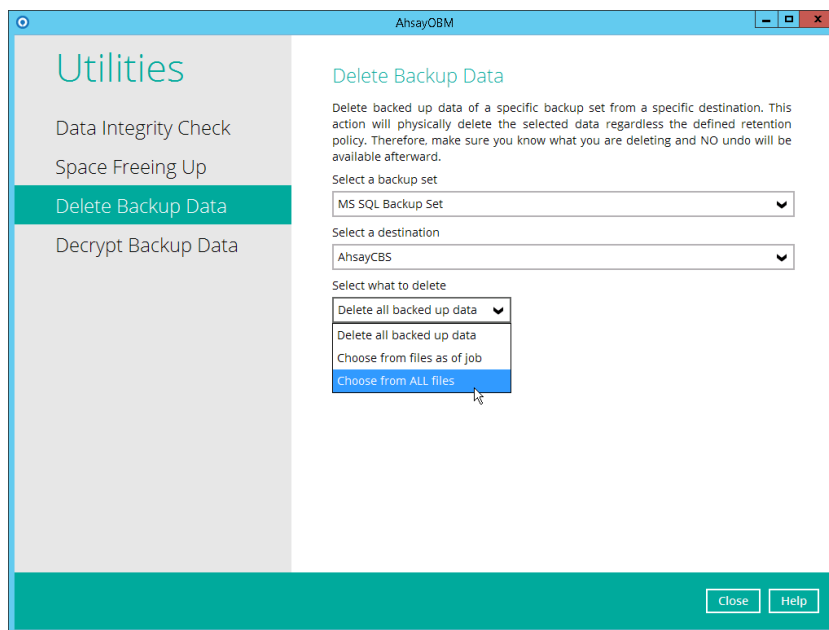 AhsayOBM
Utilities
Data Integrity Check
Space Freeing Up
Delete Backup Data
Decrypt Backup Data
Delete Backup Data
Delete backed up data of a specific backup set from a specific destination. This
action will physically delete the selected data regardless the defined retention
policy. Therefore, make sure you know what you are deleting and NO undo will be
available afterward.
Select a backup set
MS SQL Backup Set
Select a destination
AhsayCBS
Select what to delete
Delete all backed up data
Delete all backed up data
Choose from files as of job
Choose from ALL files
Close
Help